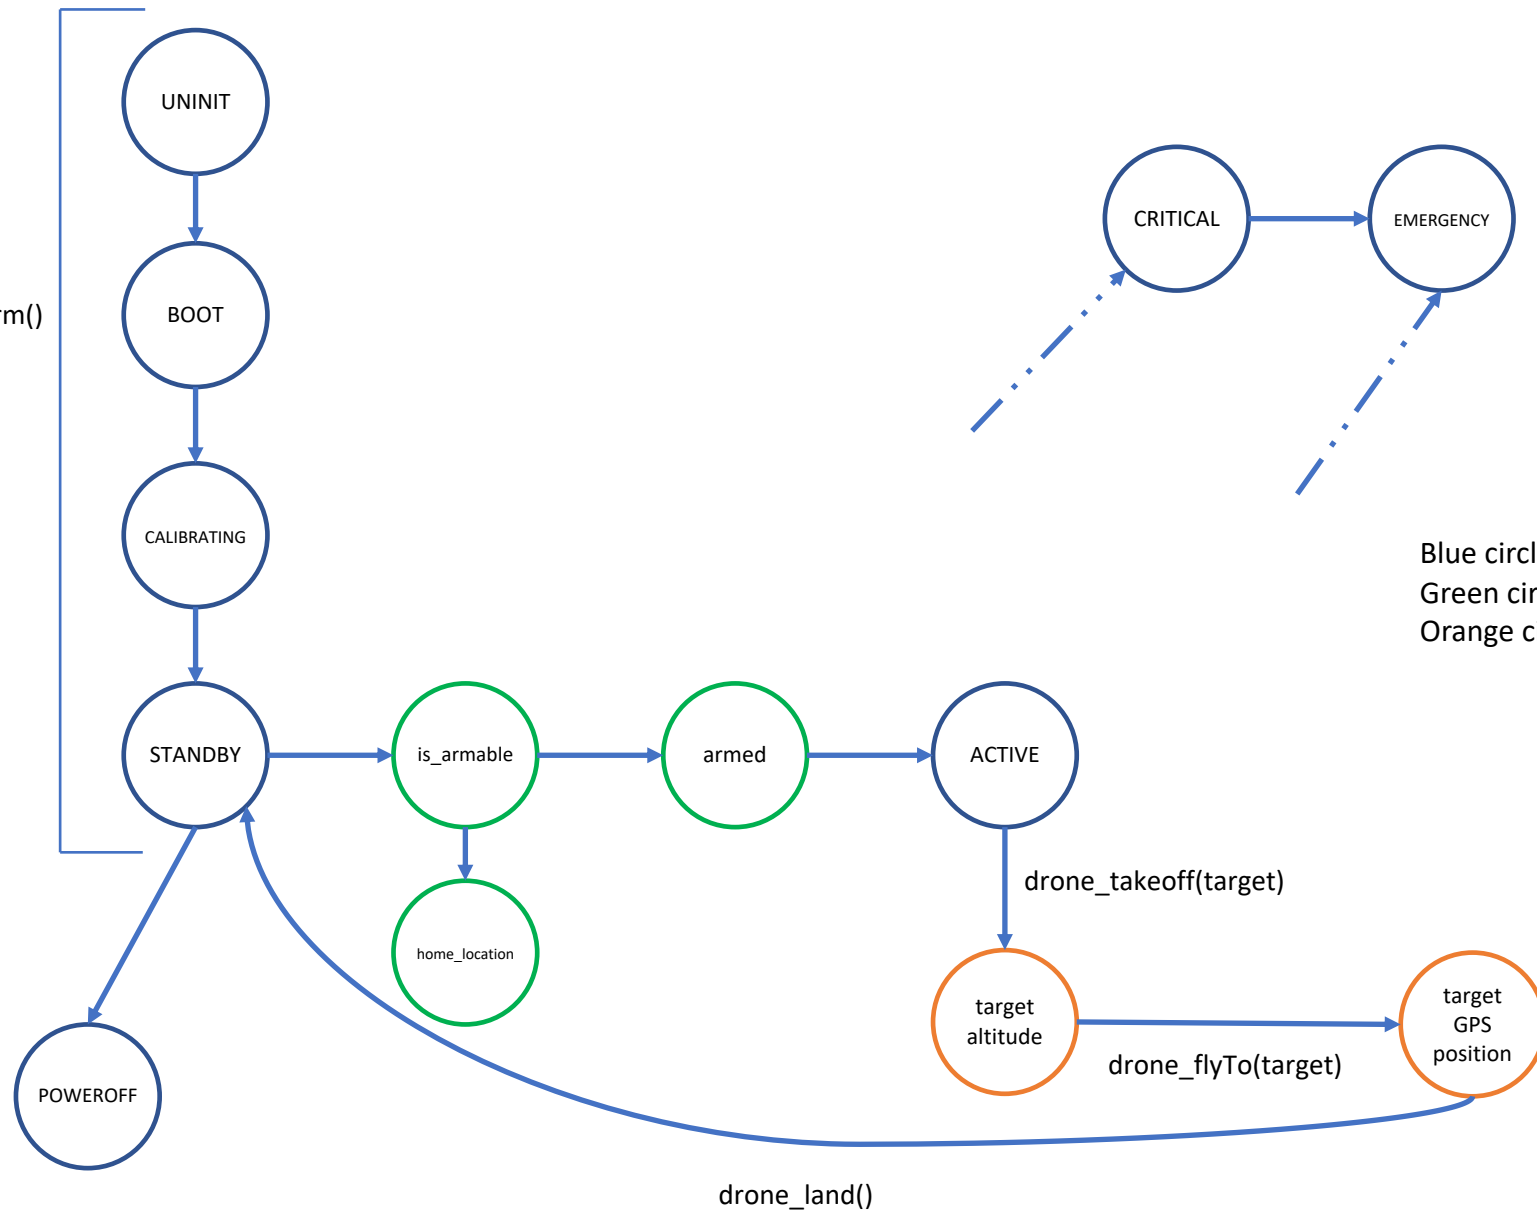 UNINIT
BOOT
rm()
CALIBRATING
STANDBY
is_armable
armed
ACTIVE
home_location
POWEROFF
CRITICAL
EMERGENCY
Blue circl
Green cir
Orange c
drone_takeoff(target)
target
altitude
drone_flyTo(target)
target
GPS
position
drone_land()